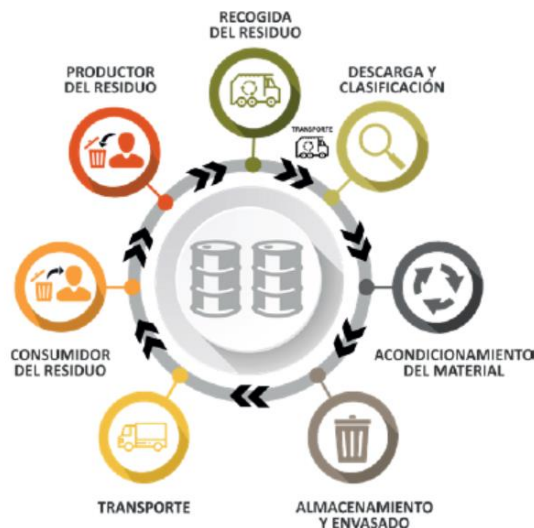 RECOGIDA
DEL RESIDUO
PRODUCTOR
DEL RESIDUO
DESCARGA Y
CLASIFICACIÓN
TRANSPORTE
CONSUMIDOR
DEL RESIDUO
ACONDICIONAMIENTO
DEL MATERIAL
TRANSPORTE
ALMACENAMIENTO
Y ENVASADO